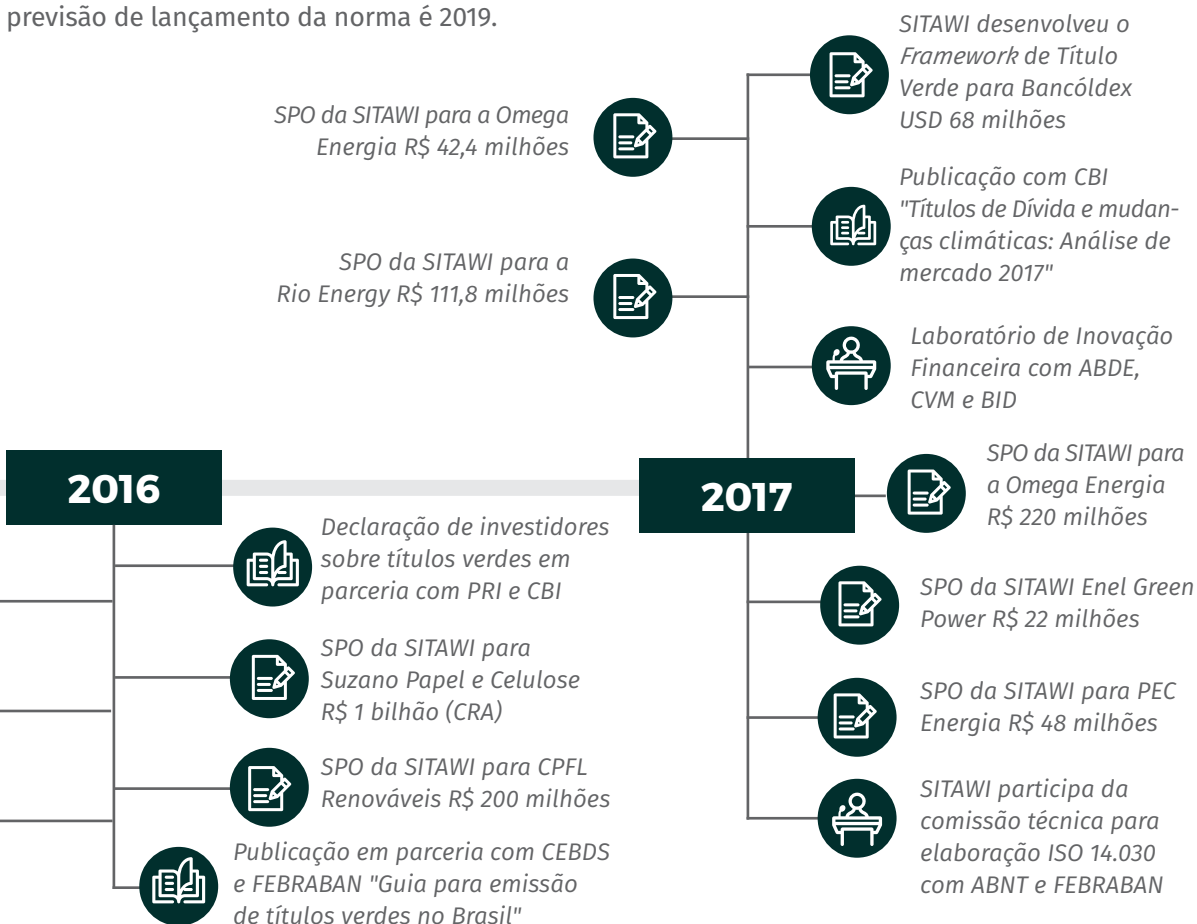 previsão de lançamento da norma é 2019.
2016
Declaração de investidores
sobre títulos verdes em
parceria com PRI e CBI
SPO da SITAWI para
Suzano Papel e Celulose
R$ 1 bilhão (CRA)
SPO da SITAWI para CPFL
Renováveis R$ 200 milhões
Publicação em parceria com CEBDS
e FEBRABAN "Guia para emissão
de títulos verdes no Brasil"
SPO da SITAWI para a Omega
Energia R$ 42,4 milhões
SPO da SITAWI para a
Rio Energy R$ 111,8 milhões
SITAWI desenvolveu o
Framework de Título
Verde para Bancóldex
USD 68 milhões
Publicação com CBI
"Títulos de Dívida e mudan-
ças climáticas: Análise de
mercado 2017"
Laboratório de Inovação
Financeira com ABDE,
CVM e BID
2017
SPO da SITAWI para
a Omega Energia
R$ 220 milhões
SPO da SITAWI Enel Green
Power R$ 22 milhões
SPO da SITAWI para PEC
Energia R$ 48 milhões
SITAWI participa da
comissão técnica para
elaboração ISO 14.030
com ABNT e FEBRABAN